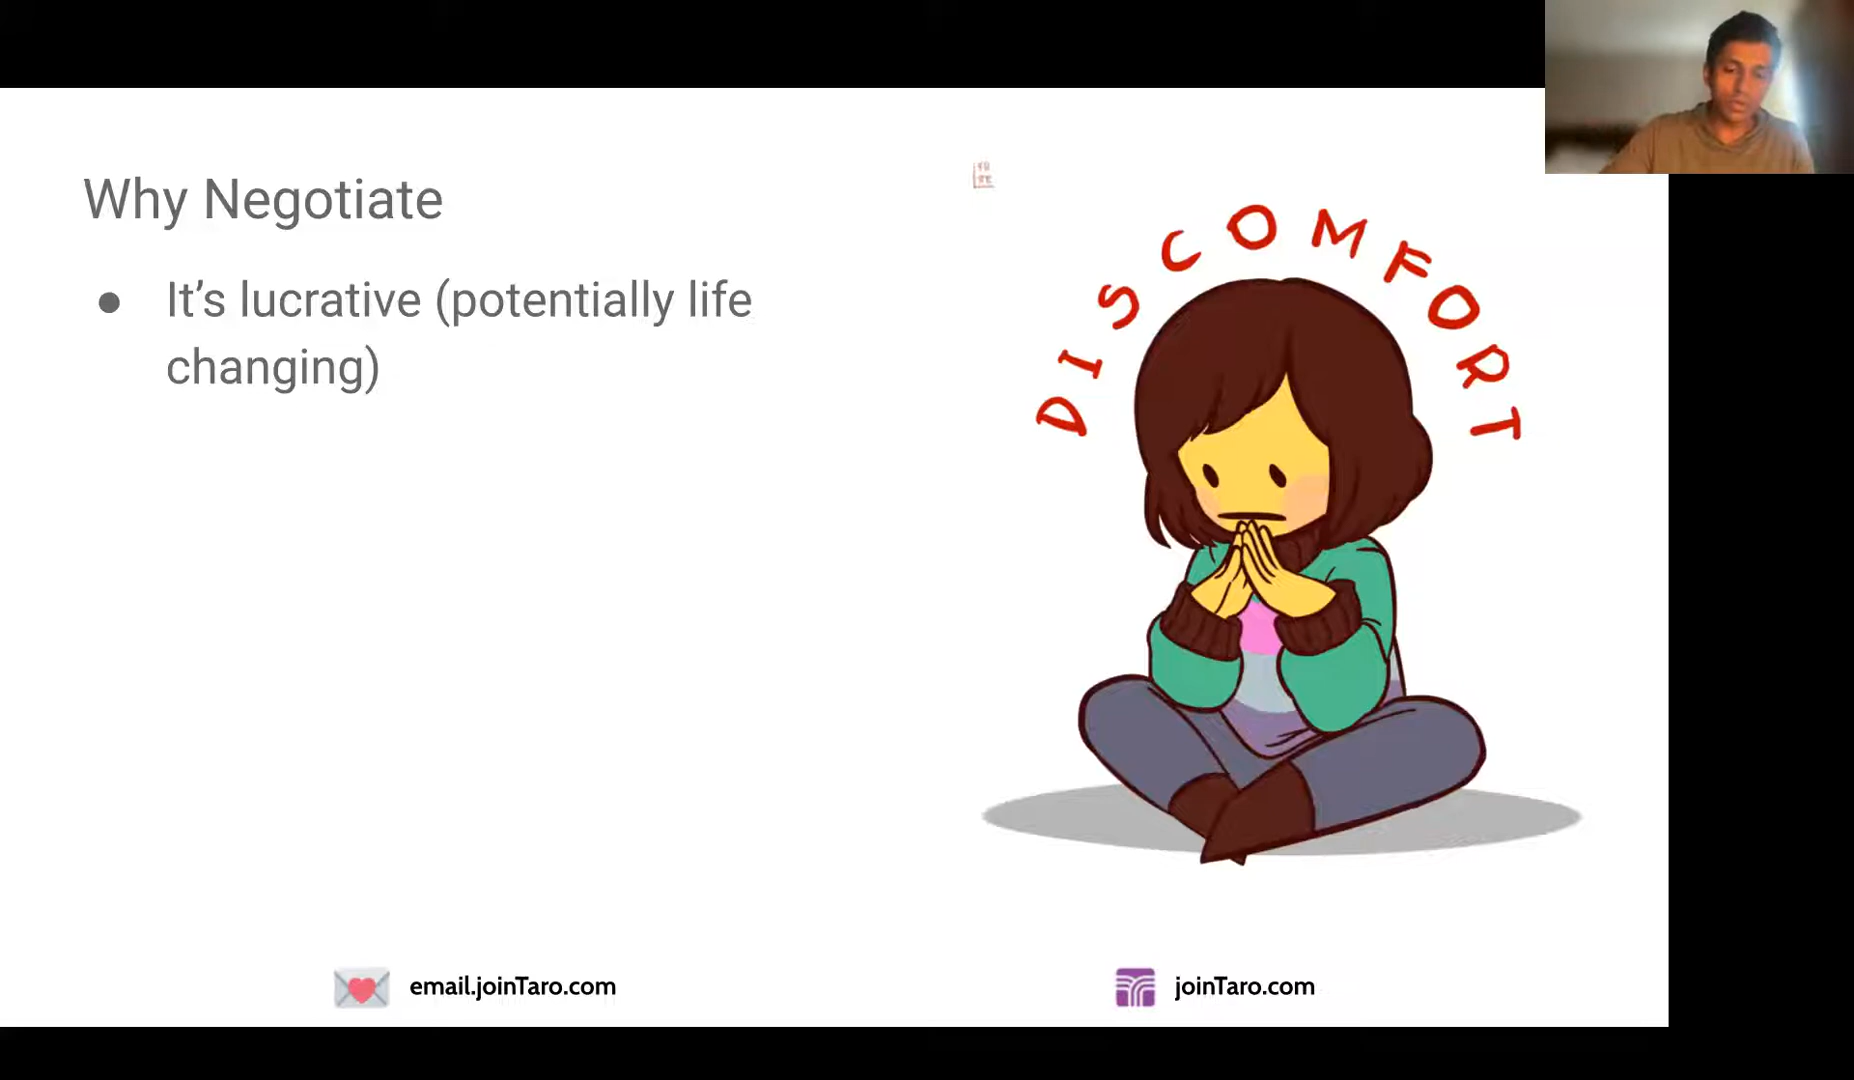 Why Negotiate
● It’s lucrative (potentially life
changing)
DISCOMFORT
email.joinTaro.com
joinTaro.com